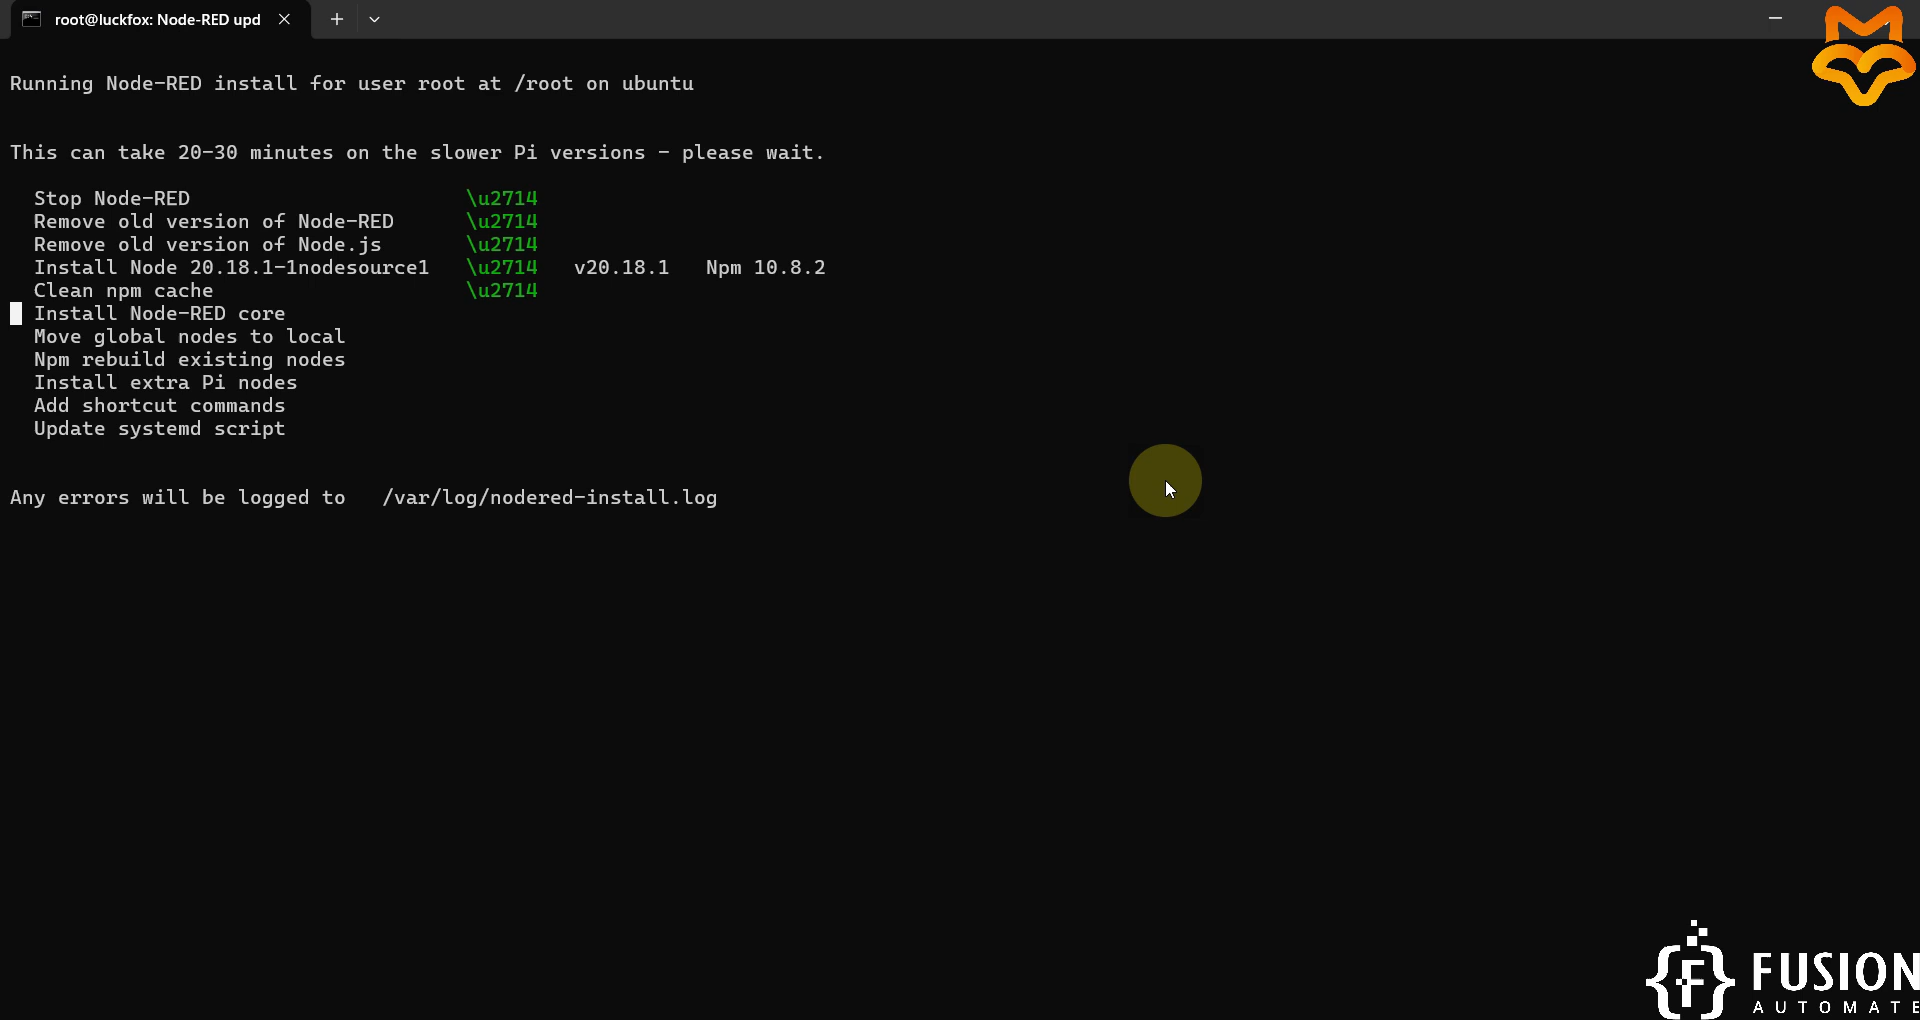 root@luckfox: Node-RED upd
Running Node-RED install for user root at /root on ubuntu
This can take 20-30 minutes on the slower Pi versions - please wait.
Stop Node-RED \u2714
Remove old version of Node-RED \u2714
Remove old version of Node.js \u2714
Install Node 20.18.1-1nodesource1 \u2714 v20.18.1 Npm 10.8.2
Clean npm cache \u2714
Install Node-RED core
Move global nodes to local
Npm rebuild existing nodes
Install extra Pi nodes
Add shortcut commands
Update systemd script
Any errors will be logged to /var/log/nodered-install.log
{F} FUSION
AUTOMATE